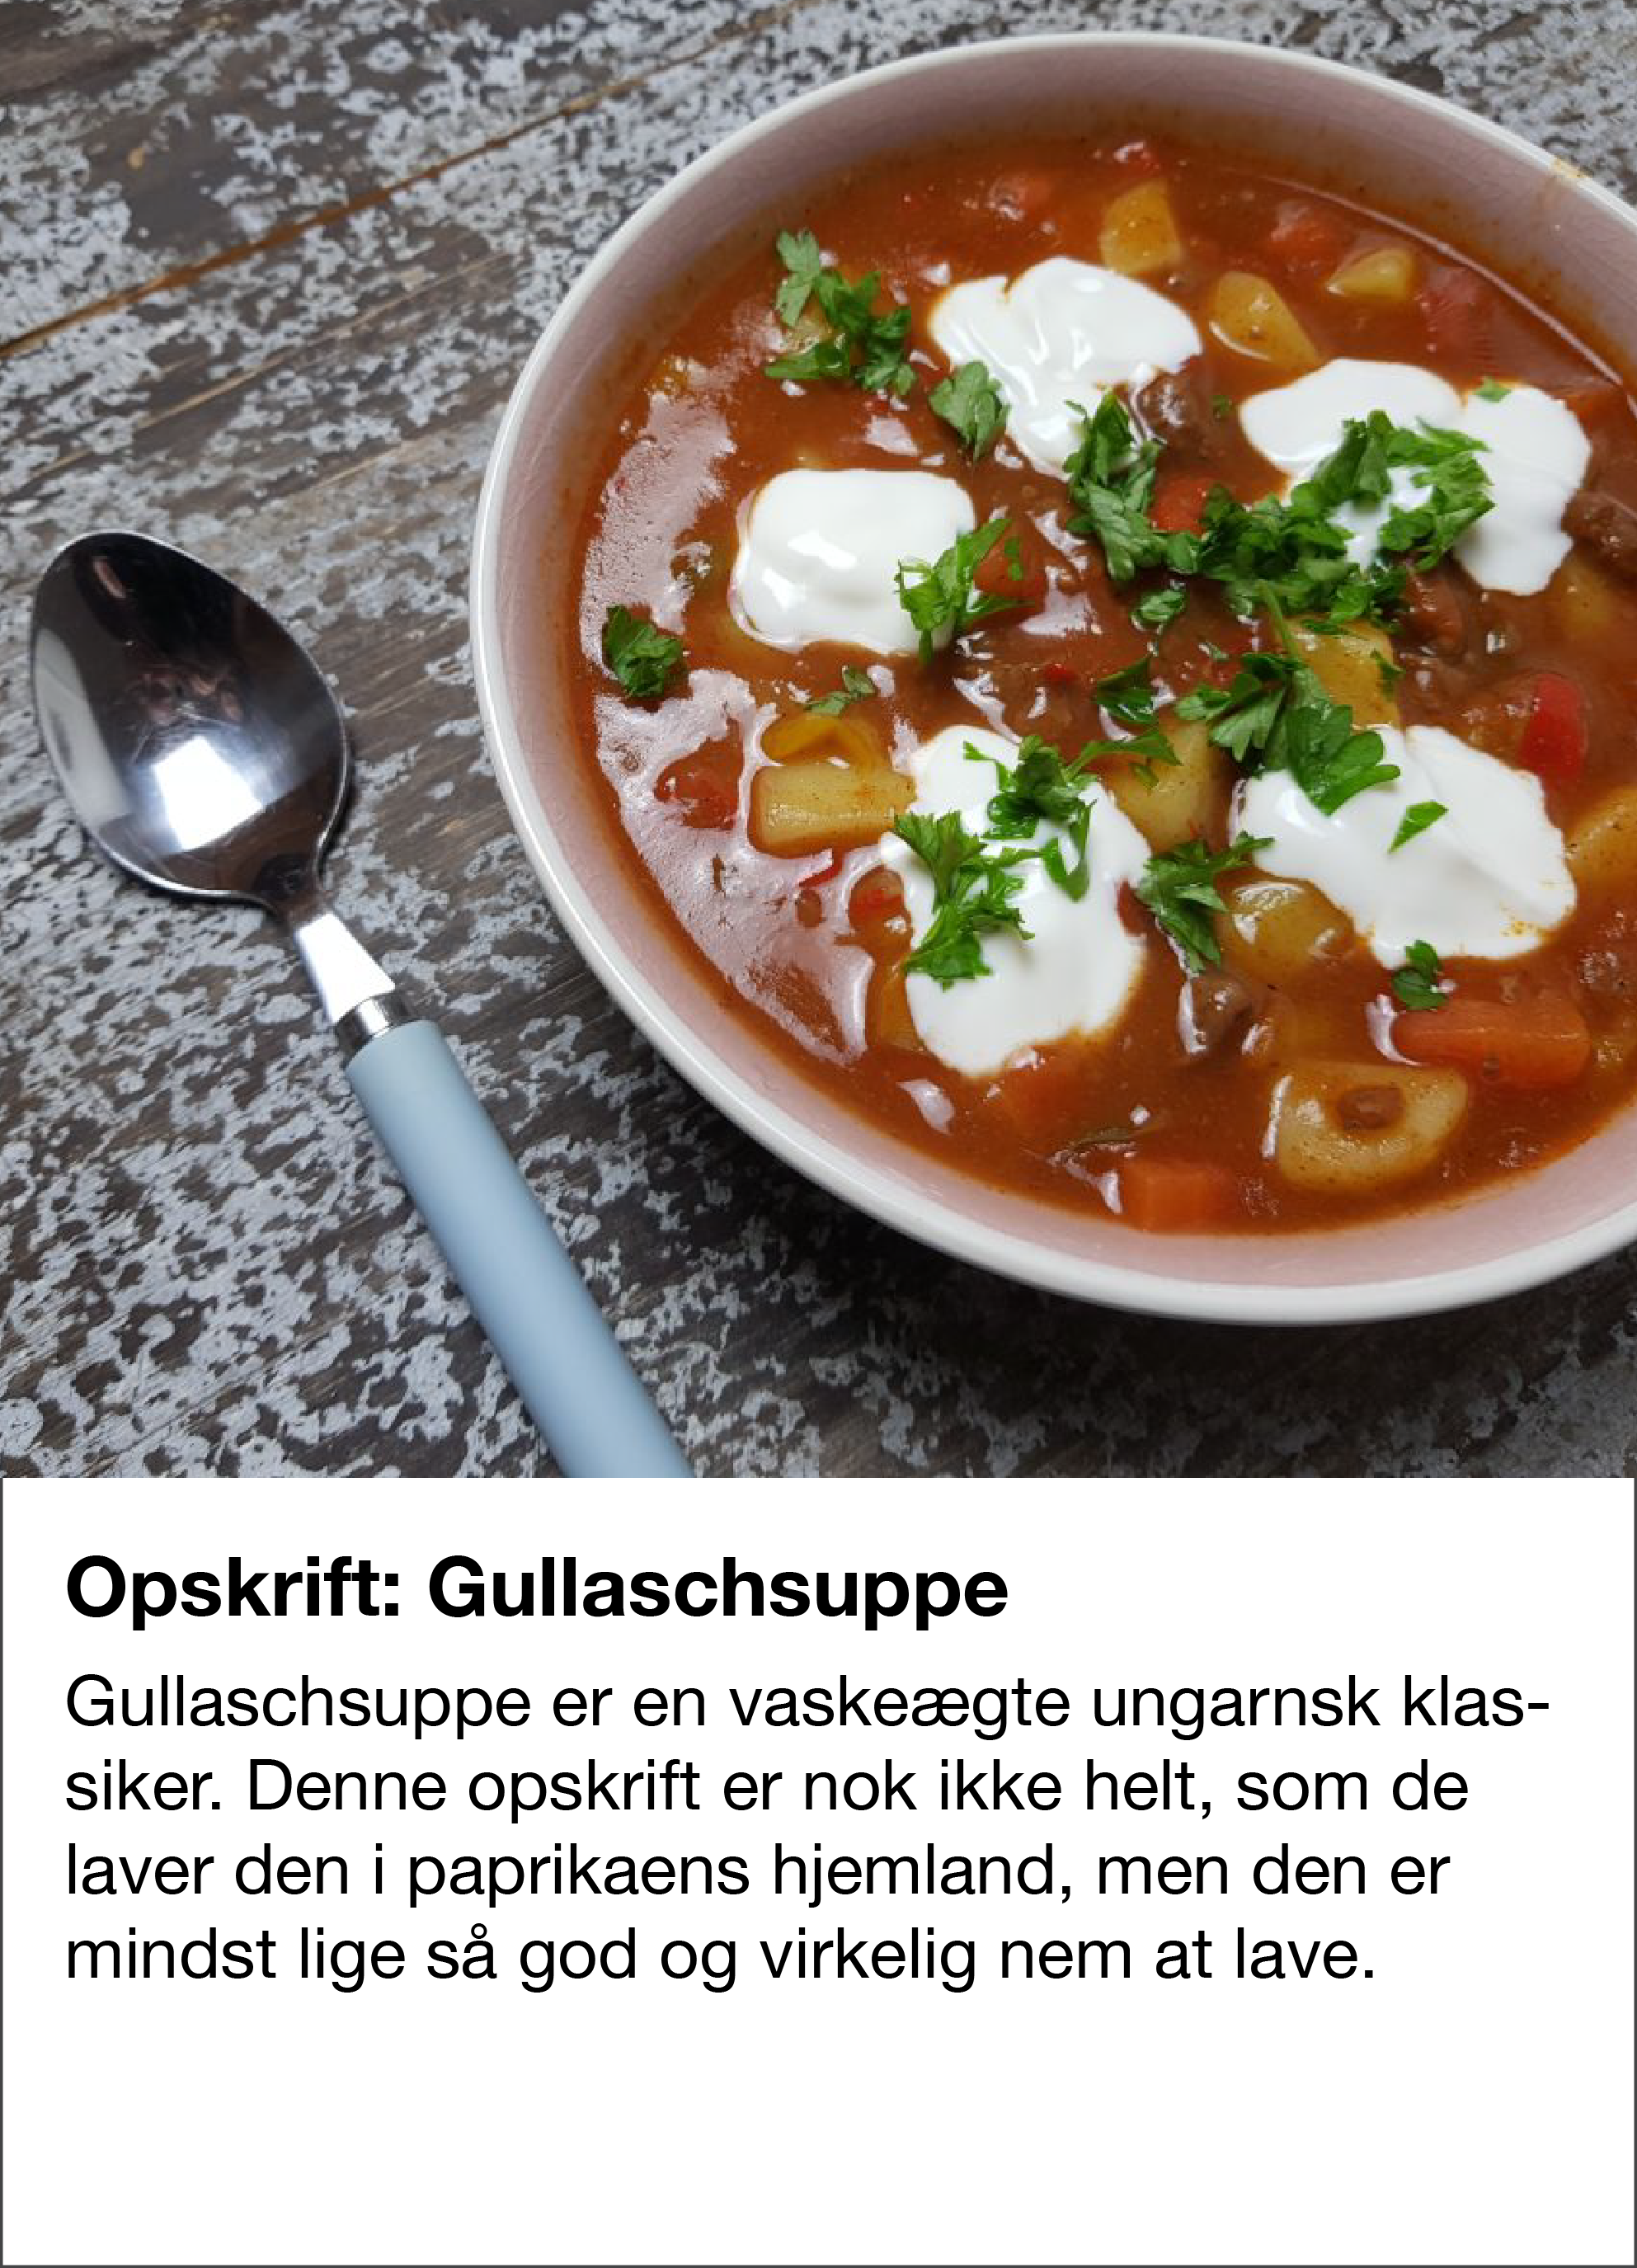 Opskrift: Gullaschsuppe
Gullaschsuppe er en vaskeægte ungarnsk klas-
siker. Denne opskrift er nok ikke helt, som de
laver den i paprikaens hjemland, men den er
mindst lige så god og virkelig nem at lave.